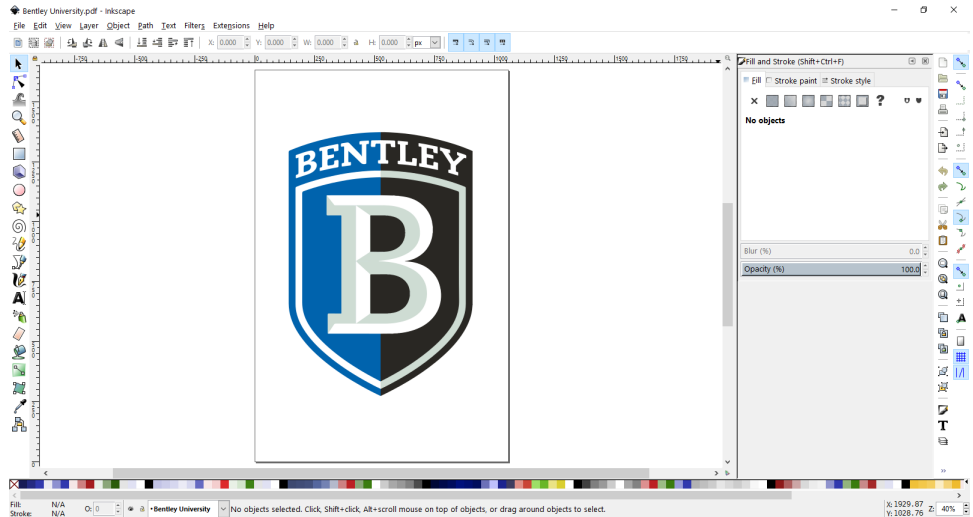 Bentley University.pdf - Inkscape
File Edit View Layer Object Path Text Filters Extensions Help
X: 0.000 Y: 0.000 W: 0.000 H: 0.000 px
Fill and Stroke (Shift+Ctrl+F)
Fill Stroke paint Stroke style
?
No objects
BENTLEY
B
Blur (%) 0.0
Opacity (%) 100.0
Fill: N/A
Stroke: N/A
O: 0
•Bentley University
No objects selected. Click, Shift+click, Alt+scroll mouse on top of objects, or drag around objects to select.
X: 1929.87
Y: 1028.76
Z: 40%